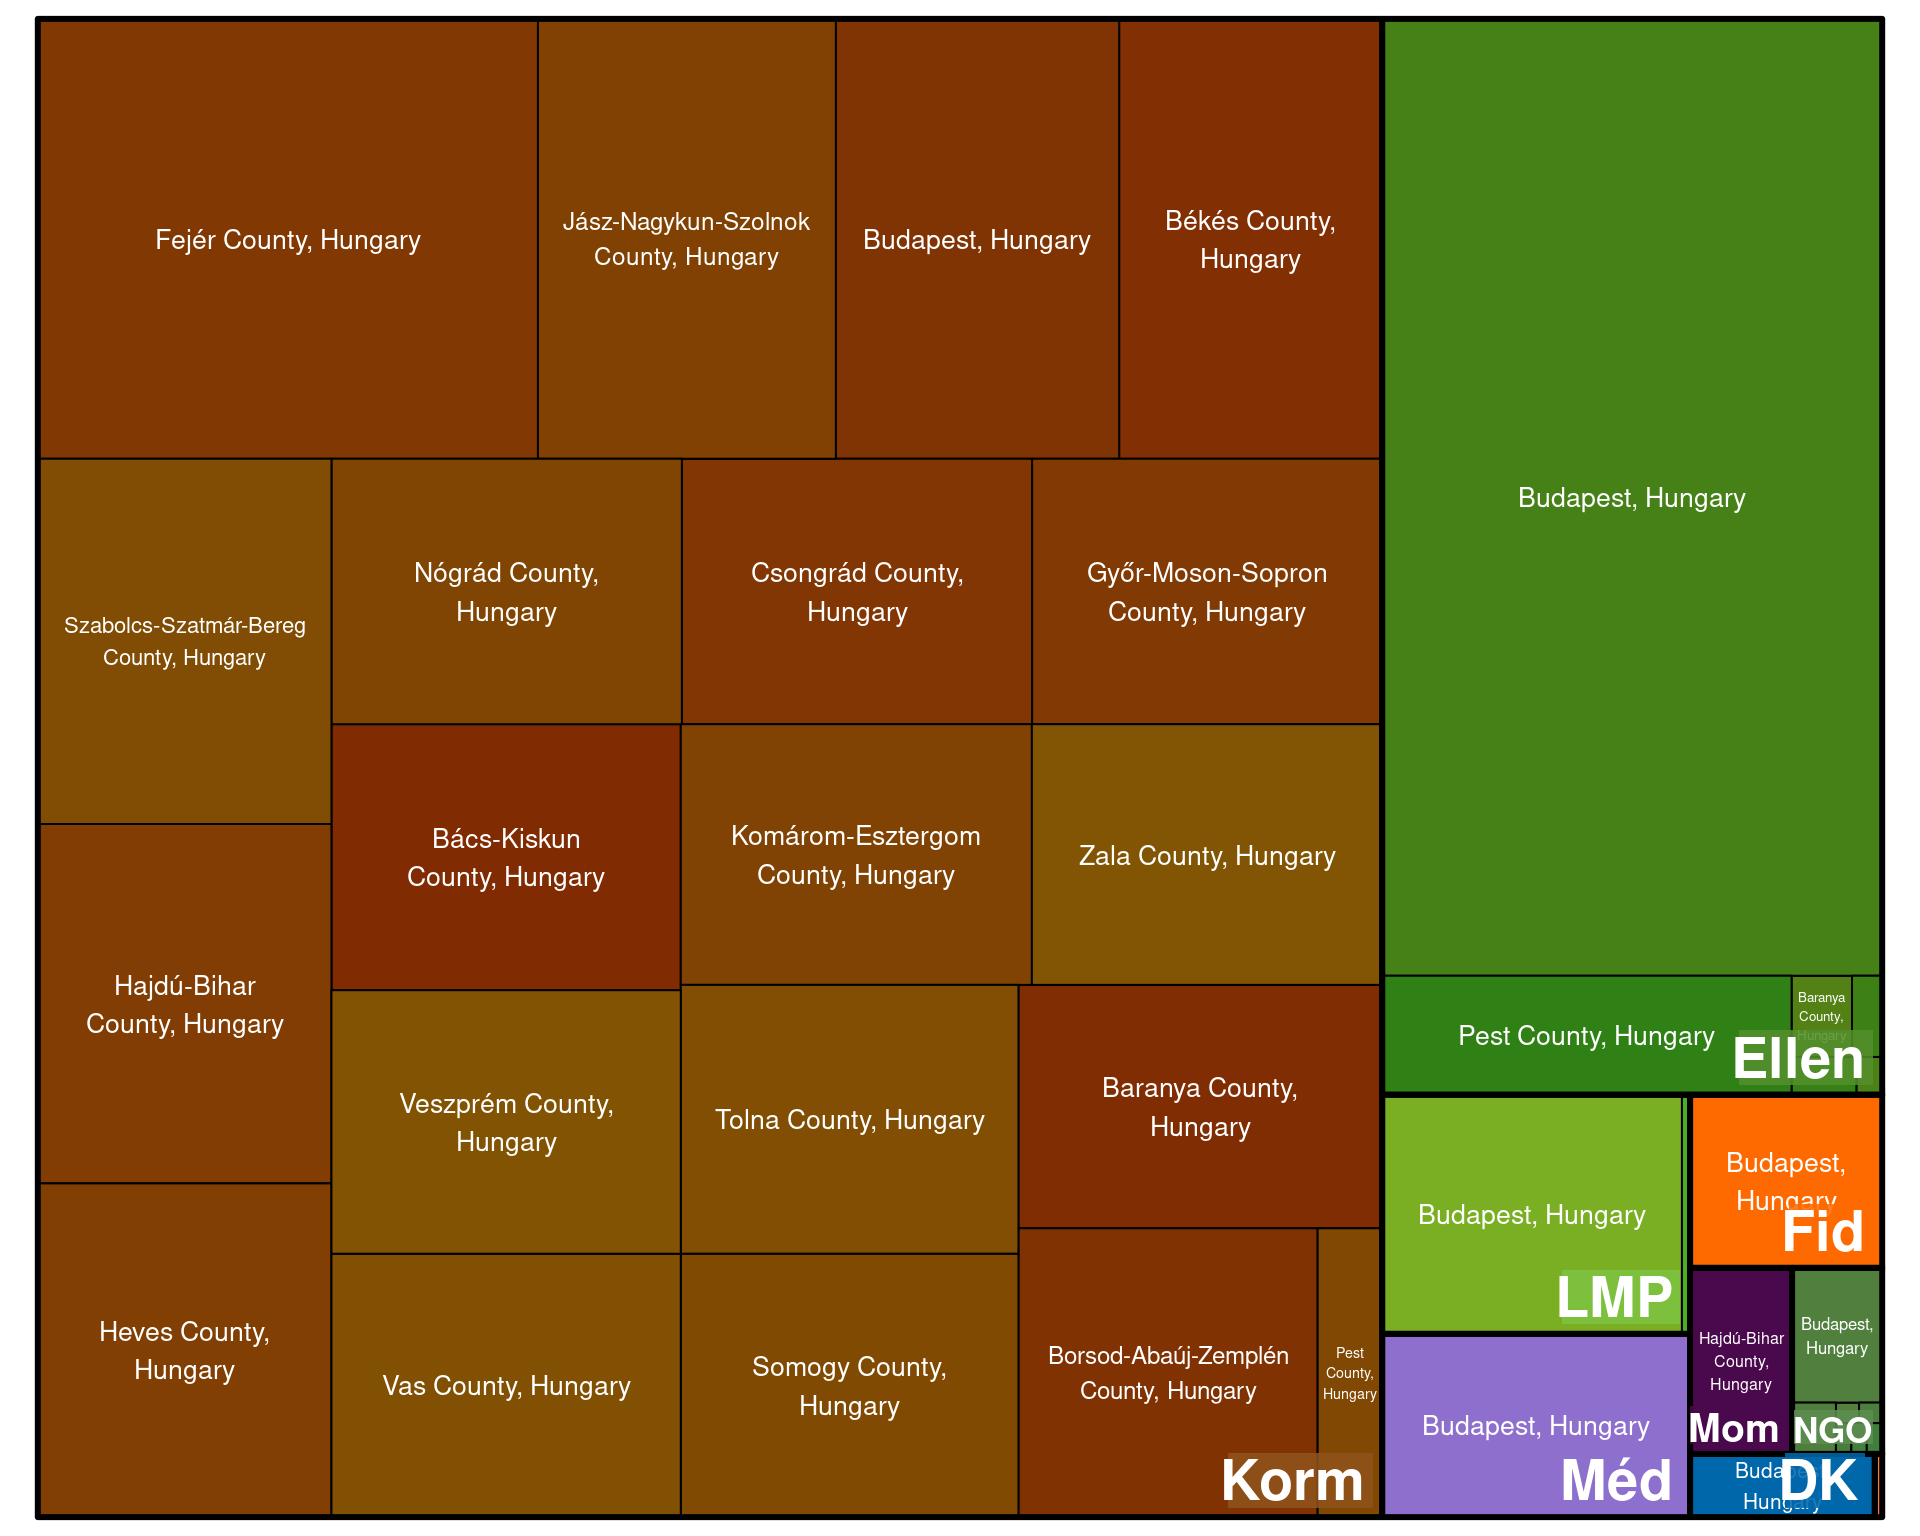 Fejér County, Hungary
Jász-Nagykun-Szolnok
County, Hungary
Budapest, Hungary
Békés County,
Hungary
Szabolcs-Szatmár-Bereg
County, Hungary
Nógrád County,
Hungary
Csongrád County,
Hungary
Győr-Moson-Sopron
County, Hungary
Bács-Kiskun
County, Hungary
Komárom-Esztergom
County, Hungary
Zala County, Hungary
Hajdú-Bihar
County, Hungary
Veszprém County,
Hungary
Tolna County, Hungary
Baranya County,
Hungary
Heves County,
Hungary
Vas County, Hungary
Somogy County,
Hungary
Borsod-Abaúj-Zemplén
County, Hungary
Pest
County,
Hungary
Korm
Budapest, Hungary
Pest County, Hungary
Baranya
County,
Hungary
Ellen
Budapest, Hungary
LMP
Budapest,
Hungary
Fid
Budapest, Hungary
Méd
Hajdú-Bihar
County,
Hungary
Mom
Budapest,
Hungary
NGO
Budapest,
Hungary
DK